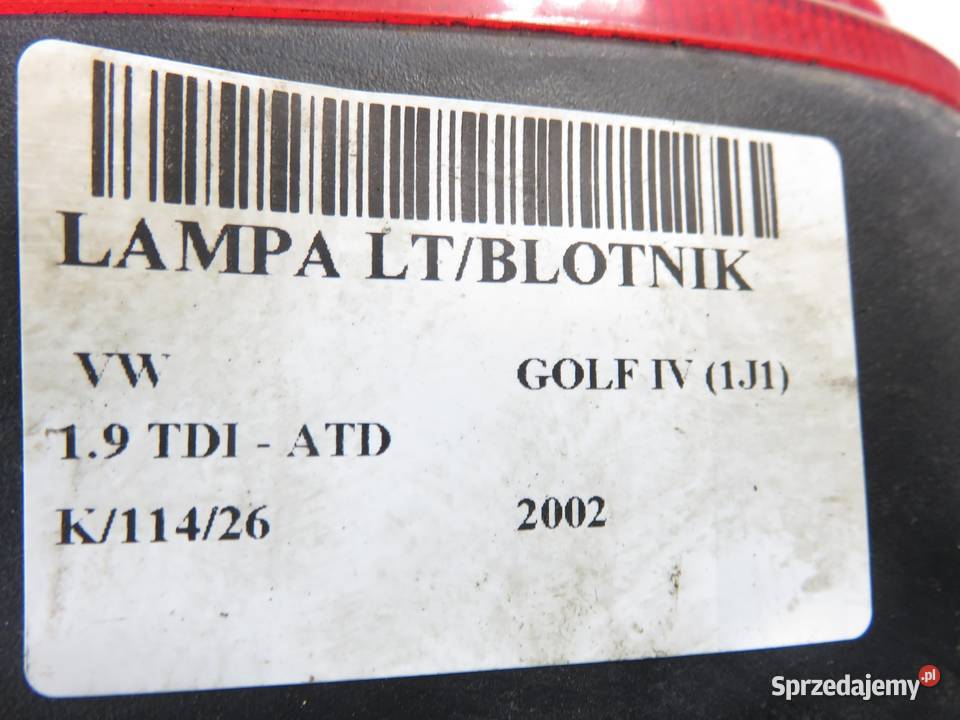 LAMPA LT/BLOTNIK
VW GOLF IV (1J1)
1.9 TDI - ATD
K/114/26 2002
Sprzedajemy.pl